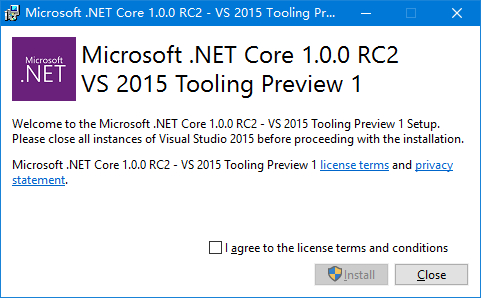 Microsoft .NET Core 1.0.0 RC2 - VS 2015 Tooling Pr...
Microsoft
.NET
Microsoft .NET Core 1.0.0 RC2
VS 2015 Tooling Preview 1
Welcome to the Microsoft .NET Core 1.0.0 RC2 - VS 2015 Tooling Preview 1 Setup.
Please close all instances of Visual Studio 2015 before proceeding with the installation.
Microsoft .NET Core 1.0.0 RC2 - VS 2015 Tooling Preview 1 license terms and privacy
statement.
I agree to the license terms and conditions
Install
Close